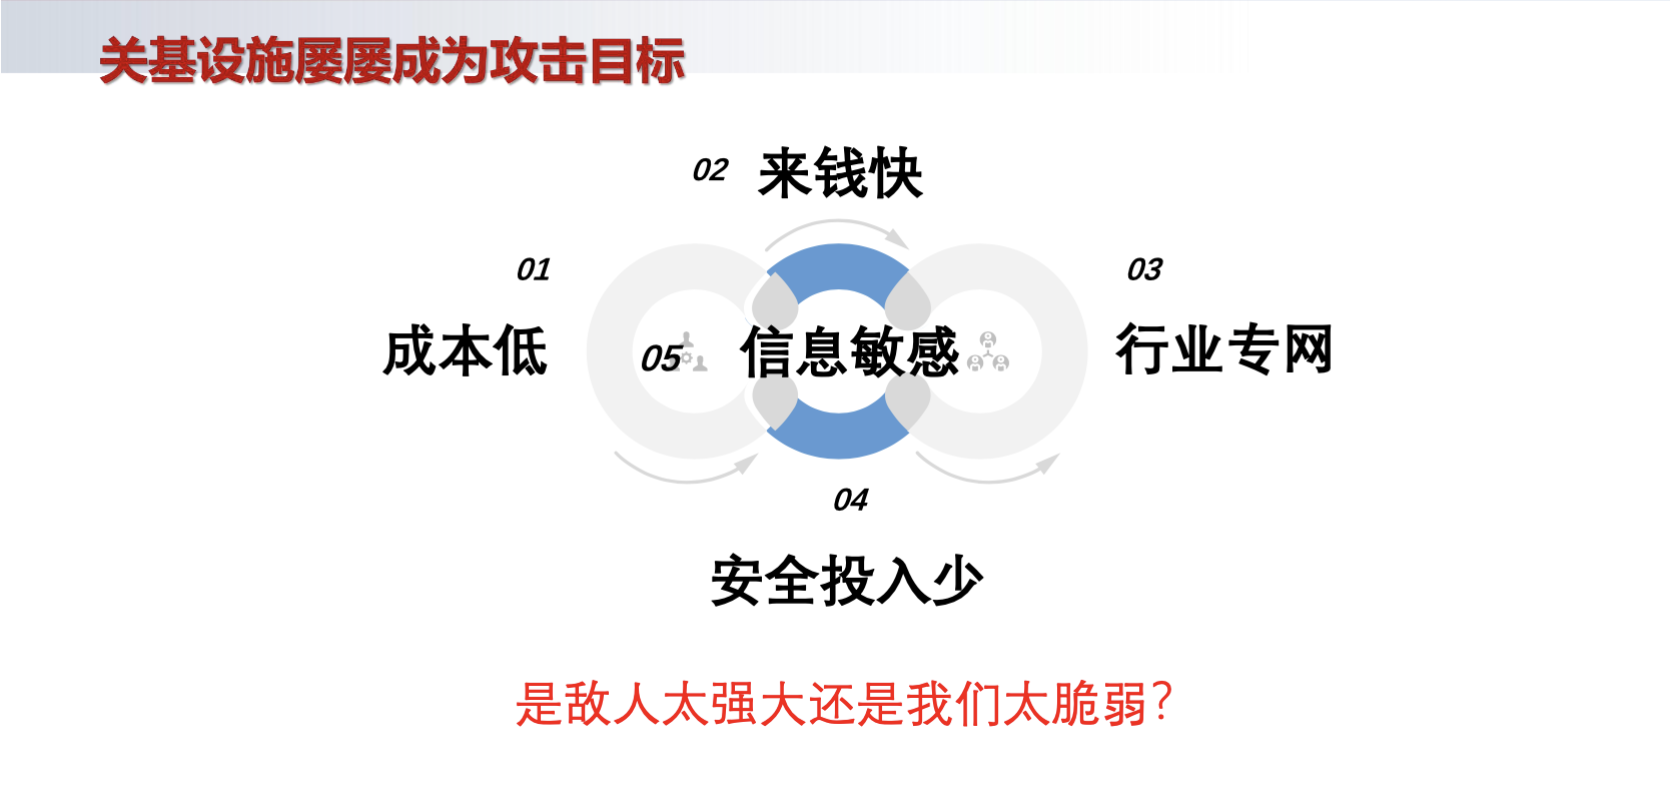 关基设施屡屡成为攻击目标
02 来钱快
01
03
成本低
05 信息敏感
行业专网
04
安全投入少
是敌人太强大还是我们太脆弱？